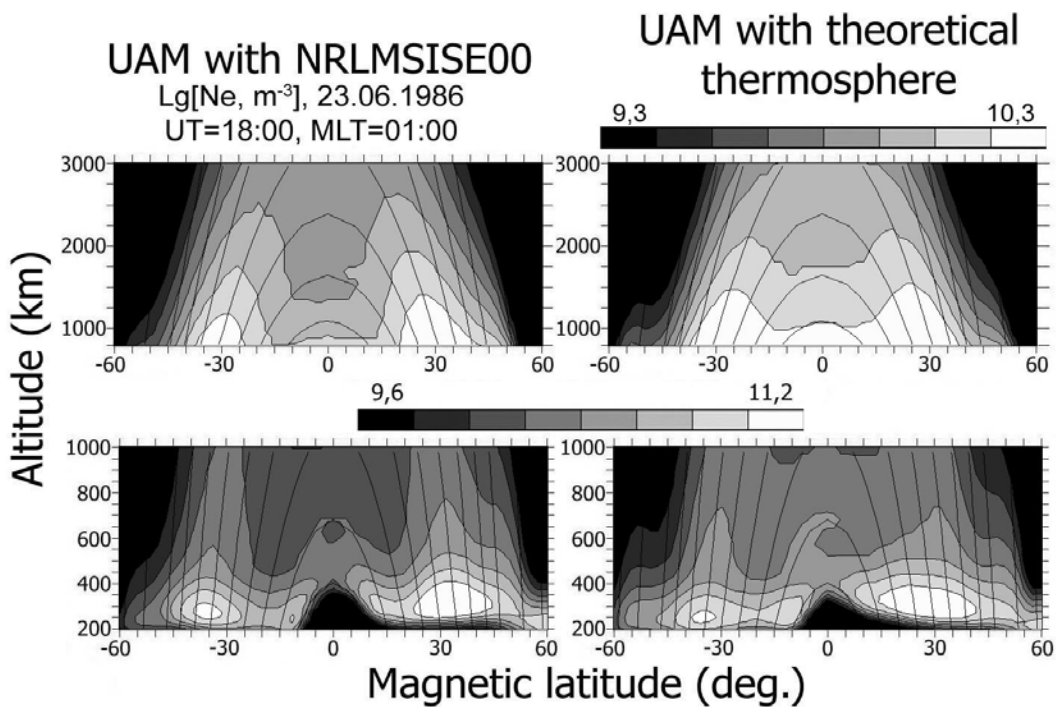 UAM with NRLMSISE00
Lg[Ne, m⁻³], 23.06.1986
UT=18:00, MLT=01:00
UAM with theoretical
thermosphere
9,3 10,3
3000
2000
1000
-60 -30 0 30 60
3000
2000
1000
-60 -30 0 30 60
9,6 11,2
1000
800
600
400
200
-60 -30 0 30 60
1000
800
600
400
200
-60 -30 0 30 60
Altitude (km)
Magnetic latitude (deg.)